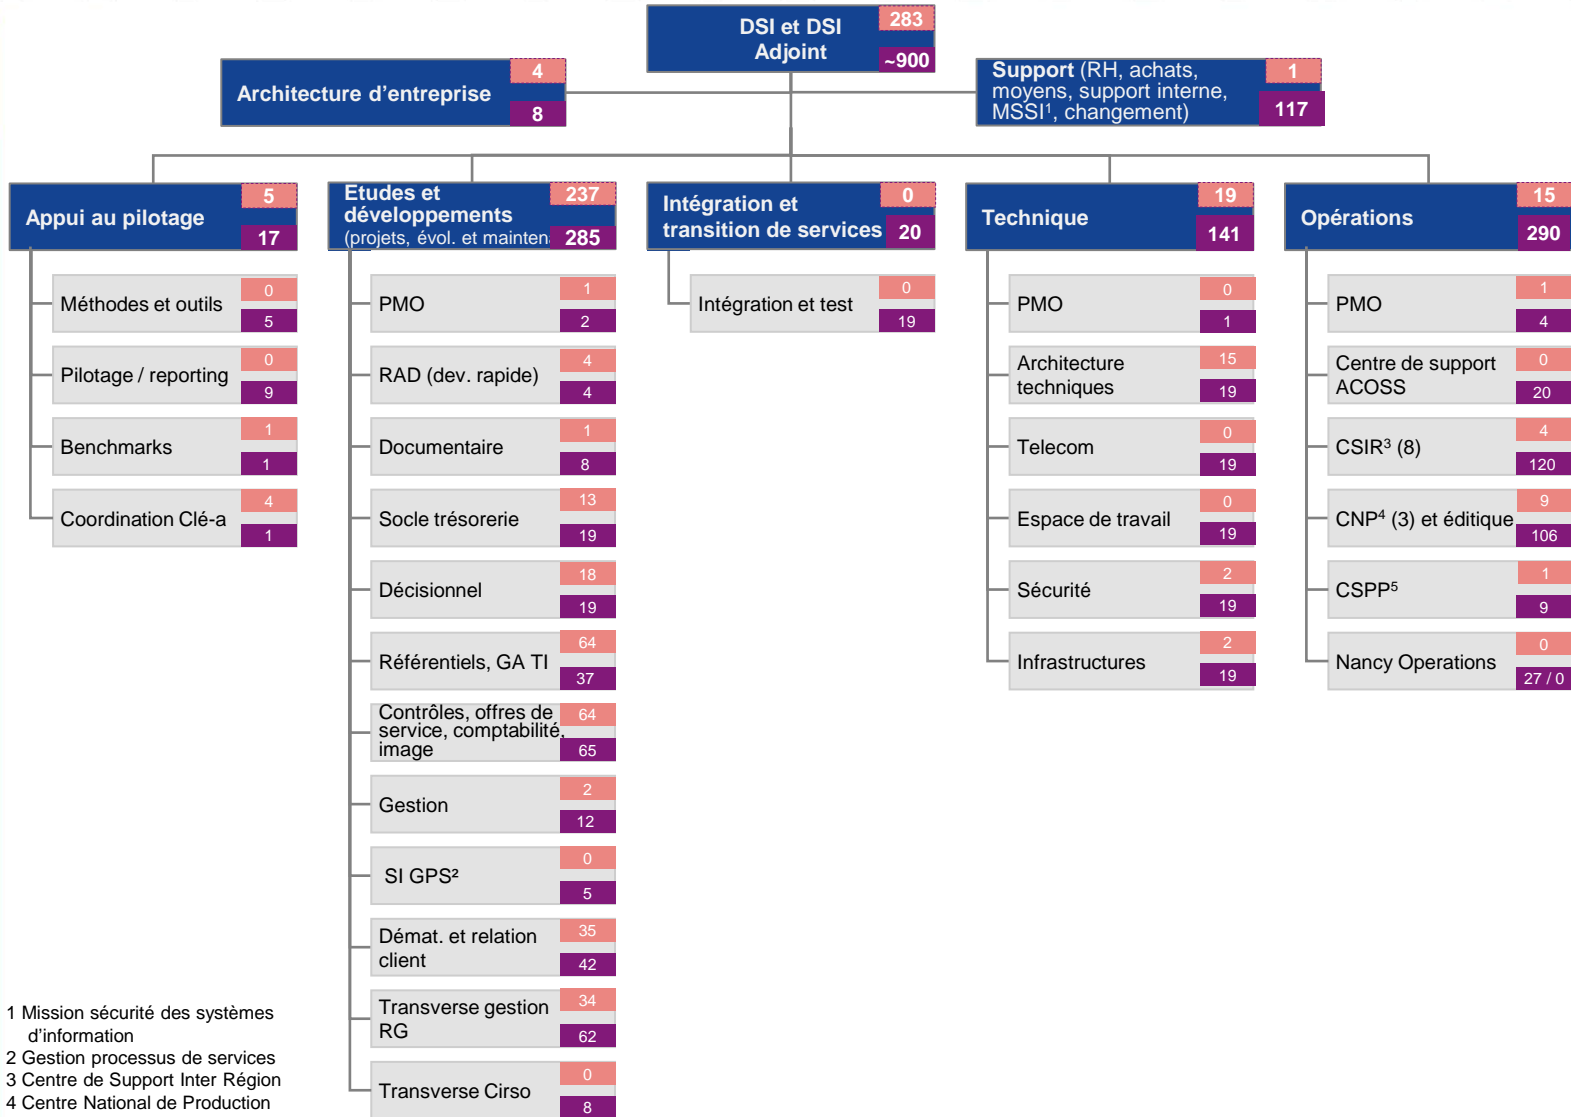 DSI et DSI
Adjoint
283
~900
Architecture d'entreprise
4
8
Support (RH, achats,
moyens, support interne,
MSSI¹, changement)
1
117
Appui au pilotage
5
17
Méthodes et outils
0
5
Pilotage / reporting
0
9
Benchmarks
1
1
Coordination Clé-a
4
1
Etudes et
développements
(projets, évol. et mainten
237
285
PMO
1
2
RAD (dev. rapide)
4
4
Documentaire
1
8
Socle trésorerie
13
19
Décisionnel
18
19
Référentiels, GA TI
64
37
Contrôles, offres de
service, comptabilité,
image
64
65
Gestion
2
12
SI GPS²
0
5
Démat. et relation
client
35
42
Transverse gestion
RG
34
62
Transverse Cirso
0
8
Intégration et
transition de services
0
20
Intégration et test
0
19
Technique
19
141
PMO
0
1
Architecture
techniques
15
19
Telecom
0
19
Espace de travail
0
19
Sécurité
2
19
Infrastructures
2
19
Opérations
15
290
PMO
1
4
Centre de support
ACOSS
0
20
CSIR³ (8)
4
120
CNP⁴ (3) et éditique
9
106
CSPP⁵
1
9
Nancy Operations
0
27 / 0
1 Mission sécurité des systèmes
d'information
2 Gestion processus de services
3 Centre de Support Inter Région
4 Centre National de Production